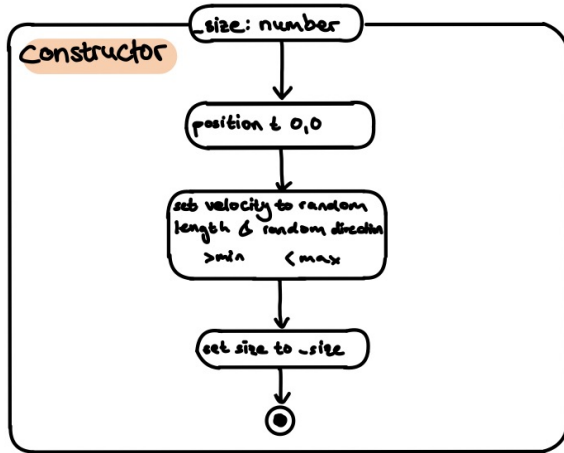 _size: number
constructor
position t 0,0
set velocity to random
length & random direction
>min <max
set size to _size